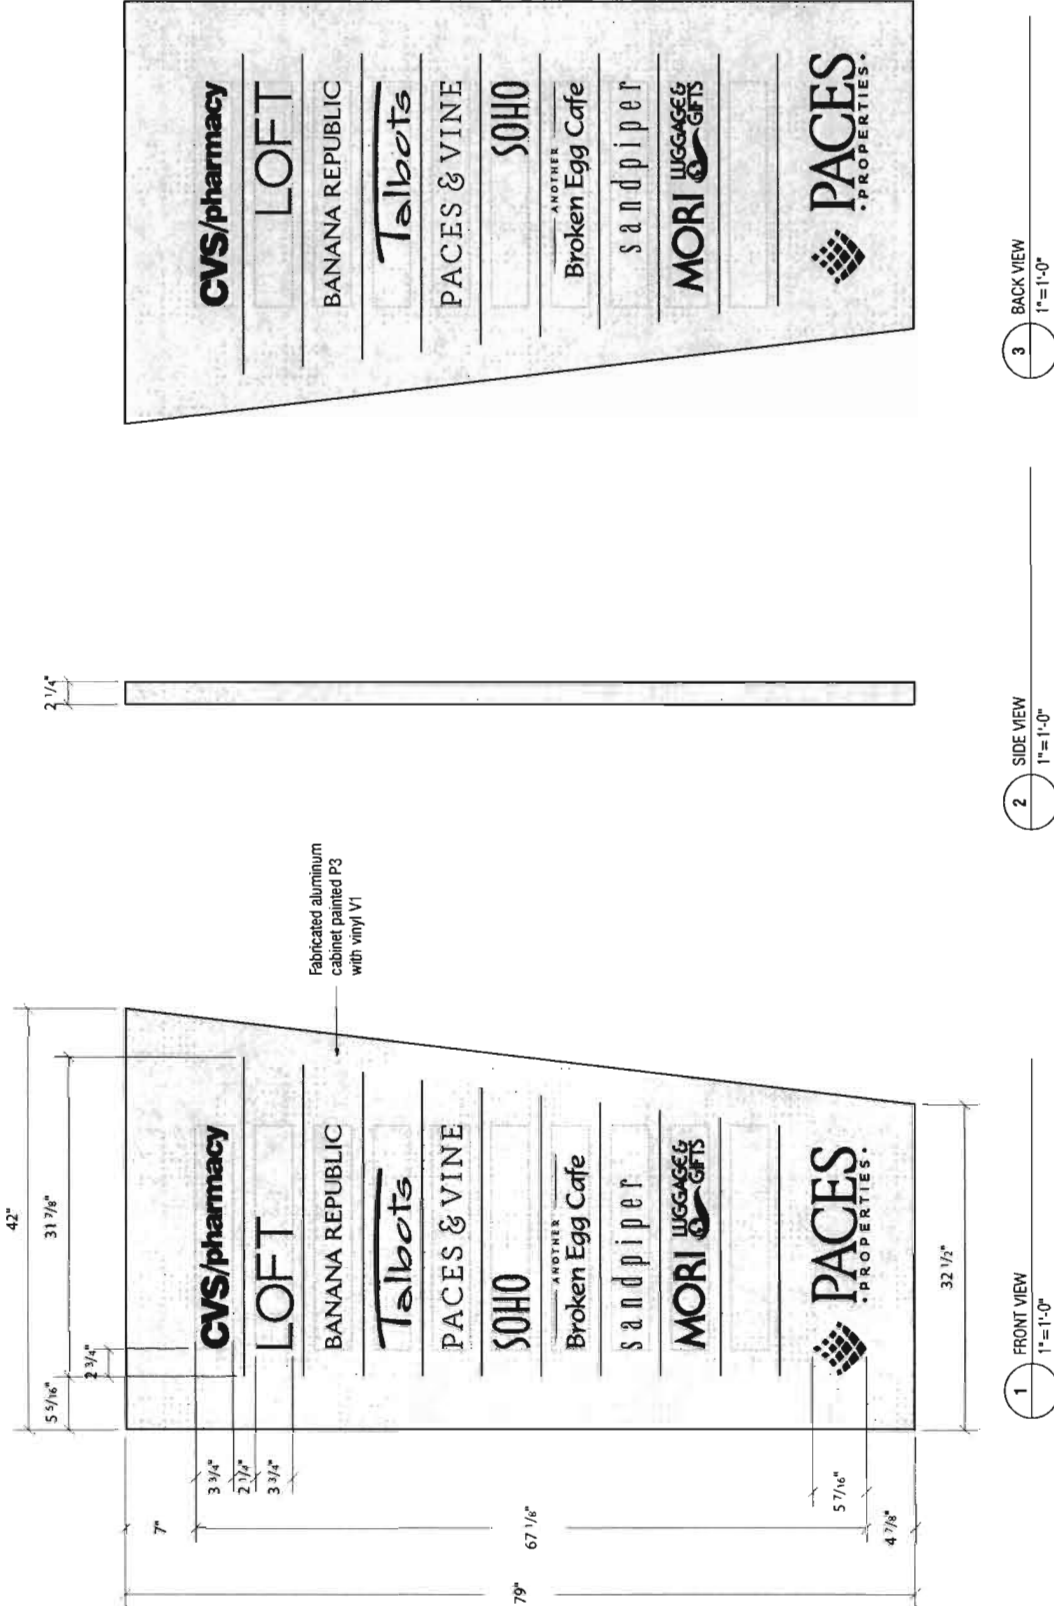 42"
31 7/8"
5 5/16"
2 3/4"
7"
3 3/4"
2 1/4"
3 3/4"
67 1/8"
79"
5 7/16"
4 7/8"
32 1/2"
CVS/pharmacy
LOFT
BANANA REPUBLIC
Talbots
PACES & VINE
SOHO
ANOTHER
Broken Egg Cafe
sandpiper
MORI LUGGAGE &
GIFTS
PACES
•PROPERTIES•
Fabricated aluminum
cabinet painted P3
with vinyl V1
1 FRONT VIEW
1"=1'-0"
2 1/4"
2 SIDE VIEW
1"=1'-0"
CVS/pharmacy
LOFT
BANANA REPUBLIC
Talbots
PACES & VINE
SOHO
ANOTHER
Broken Egg Cafe
sandpiper
MORI LUGGAGE &
GIFTS
PACES
•PROPERTIES•
3 BACK VIEW
1"=1'-0"